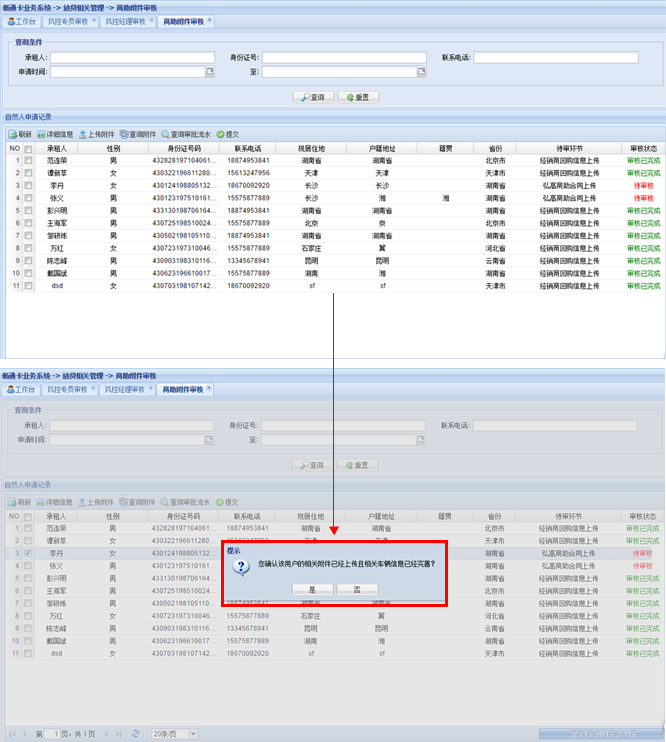 畅通卡业务系统 -> 放贷相关管理 -> 商助附件审核
工作台 风控专员审核 风控经理审核 商助附件审核
查询条件
承租人: 身份证号: 联系电话:
申请时间: 至:
查询 重置
自然人申请记录
刷新 详细信息 上传附件 查询附件 查询审批流水 提交
NO 承租人 性别 身份证号码 联系电话 现居住地 户籍地址 籍贯 省份 待审环节 审核状态
1 范连荣 男 432828197104061... 18874953841 湖南省 湖南省 北京市 经销商回购信息上传 审核已完成
2 谭新萃 女 430322196611280... 15613247956 天津 天津 天津市 经销商回购信息上传 审核已完成
3 李丹 女 430124198805132... 18670092920 长沙 长沙 湖南省 弘高商助合同上传 待审核
4 张义 男 430123197510161... 15575877889 长沙 湘 湘 湖南省 弘高商助合同上传 待审核
5 彭兴明 男 433130198706164... 18874953841 湖南省 湖南省 天津市 经销商回购信息上传 审核已完成
6 王海军 男 430725198510024... 15575877889 北京 京 北京市 经销商回购信息上传 审核已完成
7 邹研炼 男 430502198105110... 18874953841 湖南省 湖南省 天津市 经销商回购信息上传 审核已完成
8 万红 女 430723197310046... 15575877889 石家庄 冀 河北省 经销商回购信息上传 审核已完成
9 陈志峰 男 430903198310116... 13345678941 昆明 昆明 云南省 经销商回购信息上传 审核已完成
10 戴国斌 男 430623196610017... 15575877889 湖南 湘 湖南省 经销商回购信息上传 审核已完成
11 dsd 女 430703198107142... 18670092920 sf sf 天津市 经销商回购信息上传 审核已完成
畅通卡业务系统 -> 放贷相关管理 -> 商助附件审核
工作台 风控专员审核 风控经理审核 商助附件审核
查询条件
承租人: 身份证号: 联系电话:
申请时间: 至:
查询 重置
自然人申请记录
刷新 详细信息 上传附件 查询附件 查询审批流水 提交
NO 承租人 性别 身份证号码 联系电话 现居住地 户籍地址 籍贯 省份 待审环节 审核状态
1 范连荣 男 432828197104061... 18874953841 湖南省 湖南省 北京市 经销商回购信息上传 审核已完成
2 谭新萃 女 430322196611280... 天津市 经销商回购信息上传 审核已完成
3 李丹 女 430124198805132... 湖南省 弘高商助合同上传 待审核
4 张义 男 430123197510161... 湖南省 弘高商助合同上传 待审核
5 彭兴明 男 433130198706164... 天津市 经销商回购信息上传 审核已完成
6 王海军 男 430725198510024... 北京市 经销商回购信息上传 审核已完成
7 邹研炼 男 430502198105110... 18874953841 湖南省 湖南省 天津市 经销商回购信息上传 审核已完成
8 万红 女 430723197310046... 15575877889 石家庄 冀 河北省 经销商回购信息上传 审核已完成
9 陈志峰 男 430903198310116... 13345678941 昆明 昆明 云南省 经销商回购信息上传 审核已完成
10 戴国斌 男 430623196610017... 15575877889 湖南 湘 湖南省 经销商回购信息上传 审核已完成
11 dsd 女 430703198107142... 18670092920 sf sf 天津市 经销商回购信息上传 审核已完成
提示
您确认该用户的相关附件已经上传且相关车辆信息已经完善?
是 否
第 1 页, 共 1 页 20条/页